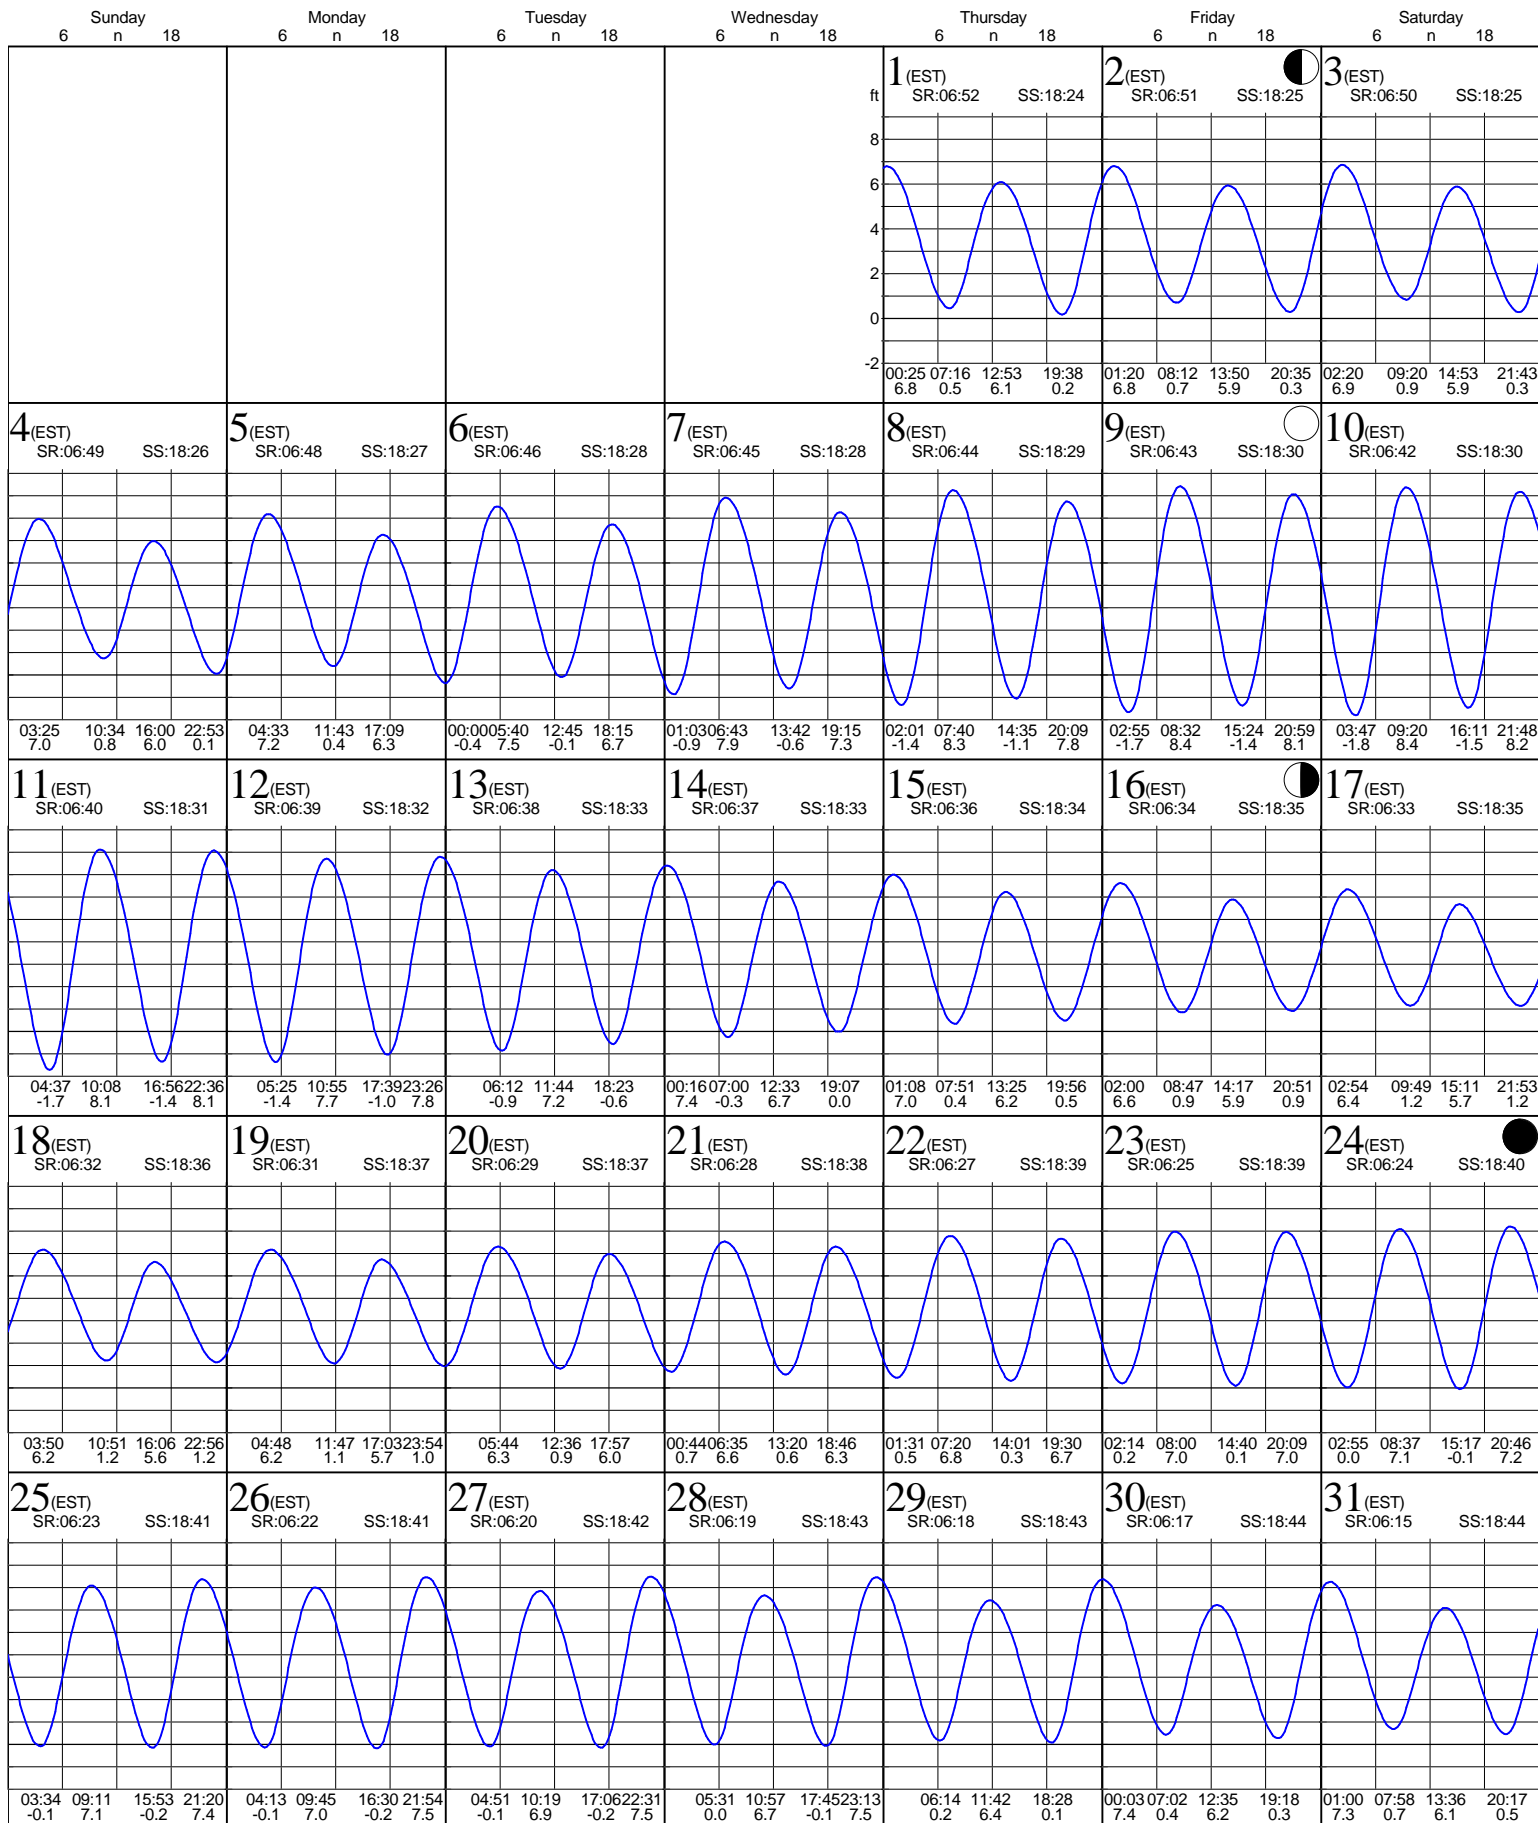 Sunday Monday Tuesday Wednesday Thursday Friday Saturday
6 n 18 6 n 18 6 n 18 6 n 18 6 n 18 6 n 18 6 n 18
1(EST) 2(EST) 3(EST)
ft SR:06:52 SS:18:24 SR:06:51 SS:18:25 SR:06:50 SS:18:25
8
6
4
2
0
-2
00:25 07:16 12:53 19:38 01:20 08:12 13:50 20:35 02:20 09:20 14:53 21:43
6.8 0.5 6.1 0.2 6.8 0.7 5.9 0.3 6.9 0.9 5.9 0.3
4(EST) 5(EST) 6(EST) 7(EST) 8(EST) 9(EST) 10(EST)
SR:06:49 SS:18:26 SR:06:48 SS:18:27 SR:06:46 SS:18:28 SR:06:45 SS:18:28 SR:06:44 SS:18:29 SR:06:43 SS:18:30 SR:06:42 SS:18:30
03:25 10:34 16:00 22:53 04:33 11:43 17:09 00:00 05:40 12:45 18:15 01:03 06:43 13:42 19:15 02:01 07:40 14:35 20:09 02:55 08:32 15:24 20:59 03:47 09:20 16:11 21:48
7.0 0.8 6.0 0.1 7.2 0.4 6.3 -0.4 7.5 -0.1 6.7 -0.9 7.9 -0.6 7.3 -1.4 8.3 -1.1 7.8 -1.7 8.4 -1.4 8.1 -1.8 8.4 -1.5 8.2
11(EST) 12(EST) 13(EST) 14(EST) 15(EST) 16(EST) 17(EST)
SR:06:40 SS:18:31 SR:06:39 SS:18:32 SR:06:38 SS:18:33 SR:06:37 SS:18:33 SR:06:36 SS:18:34 SR:06:34 SS:18:35 SR:06:33 SS:18:35
04:37 10:08 16:56 22:36 05:25 10:55 17:39 23:26 06:12 11:44 18:23 00:16 07:00 12:33 19:07 01:08 07:51 13:25 19:56 02:00 08:47 14:17 20:51 02:54 09:49 15:11 21:53
-1.7 8.1 -1.4 8.1 -1.4 7.7 -1.0 7.8 -0.9 7.2 -0.6 7.4 -0.3 6.7 0.0 7.0 0.4 6.2 0.5 6.6 0.9 5.9 0.9 6.4 1.2 5.7 1.2
18(EST) 19(EST) 20(EST) 21(EST) 22(EST) 23(EST) 24(EST)
SR:06:32 SS:18:36 SR:06:31 SS:18:37 SR:06:29 SS:18:37 SR:06:28 SS:18:38 SR:06:27 SS:18:39 SR:06:25 SS:18:39 SR:06:24 SS:18:40
03:50 10:51 16:06 22:56 04:48 11:47 17:03 23:54 05:44 12:36 17:57 00:44 06:35 13:20 18:46 01:31 07:20 14:01 19:30 02:14 08:00 14:40 20:09 02:55 08:37 15:17 20:46
6.2 1.2 5.6 1.2 6.2 1.1 5.7 1.0 6.3 0.9 6.0 0.7 6.6 0.6 6.3 0.5 6.8 0.3 6.7 0.2 7.0 0.1 7.0 0.0 7.1 -0.1 7.2
25(EST) 26(EST) 27(EST) 28(EST) 29(EST) 30(EST) 31(EST)
SR:06:23 SS:18:41 SR:06:22 SS:18:41 SR:06:20 SS:18:42 SR:06:19 SS:18:43 SR:06:18 SS:18:43 SR:06:17 SS:18:44 SR:06:15 SS:18:44
03:34 09:11 15:53 21:20 04:13 09:45 16:30 21:54 04:51 10:19 17:06 22:31 05:31 10:57 17:45 23:13 06:14 11:42 18:28 00:03 07:02 12:35 19:18 01:00 07:58 13:36 20:17
-0.1 7.1 -0.2 7.4 -0.1 7.0 -0.2 7.5 -0.1 6.9 -0.2 7.5 0.0 6.7 -0.1 7.5 0.2 6.4 0.1 7.4 0.4 6.2 0.3 7.3 0.7 6.1 0.5